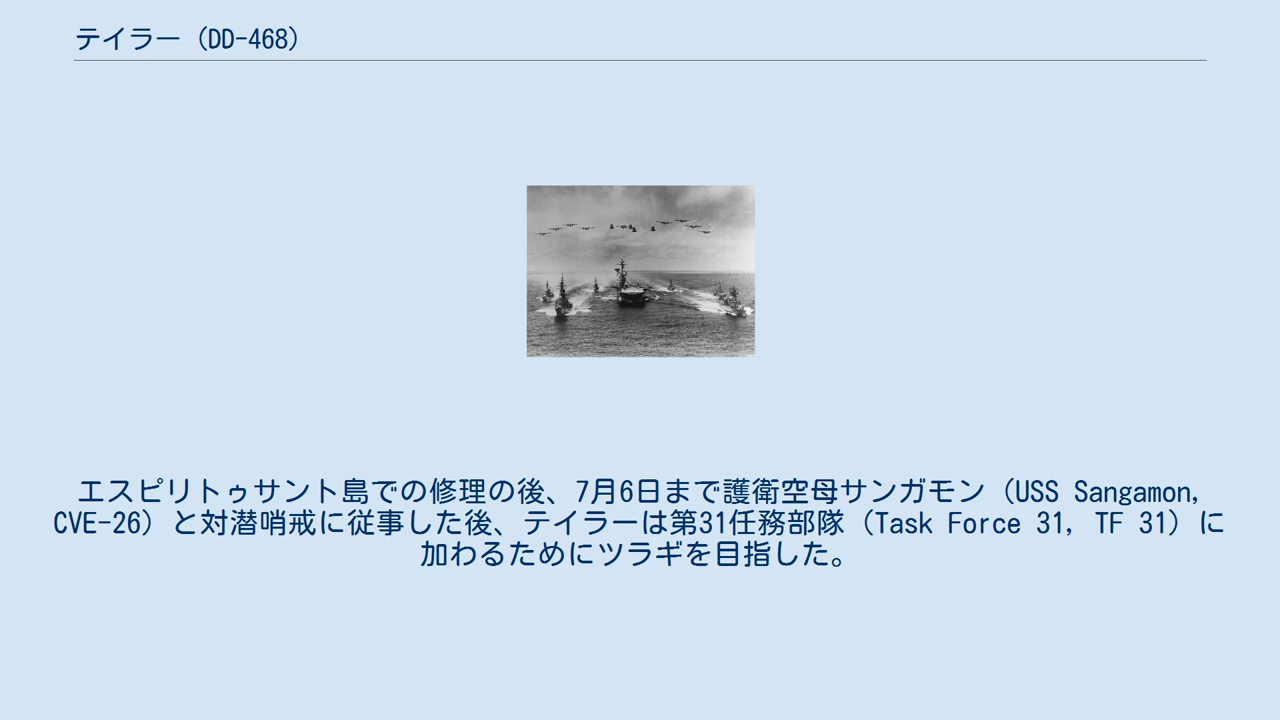 テイラー（DD-468）
エスピリトゥサント島での修理の後、7月6日まで護衛空母サンガモン（USS Sangamon,
CVE-26）と対潜哨戒に従事した後、テイラーは第31任務部隊（Task Force 31, TF 31）に
加わるためにツラギを目指した。